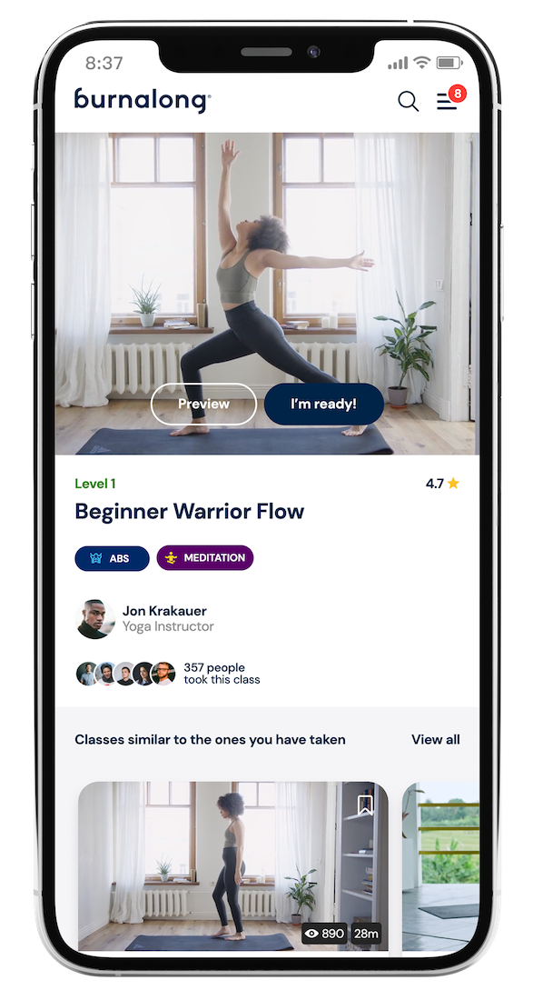 8:37
burnalong®
8
Preview
I'm ready!
Level 1
4.7
Beginner Warrior Flow
ABS
MEDITATION
Jon Krakauer
Yoga Instructor
357 people
took this class
Classes similar to the ones you have taken
View all
890
28m